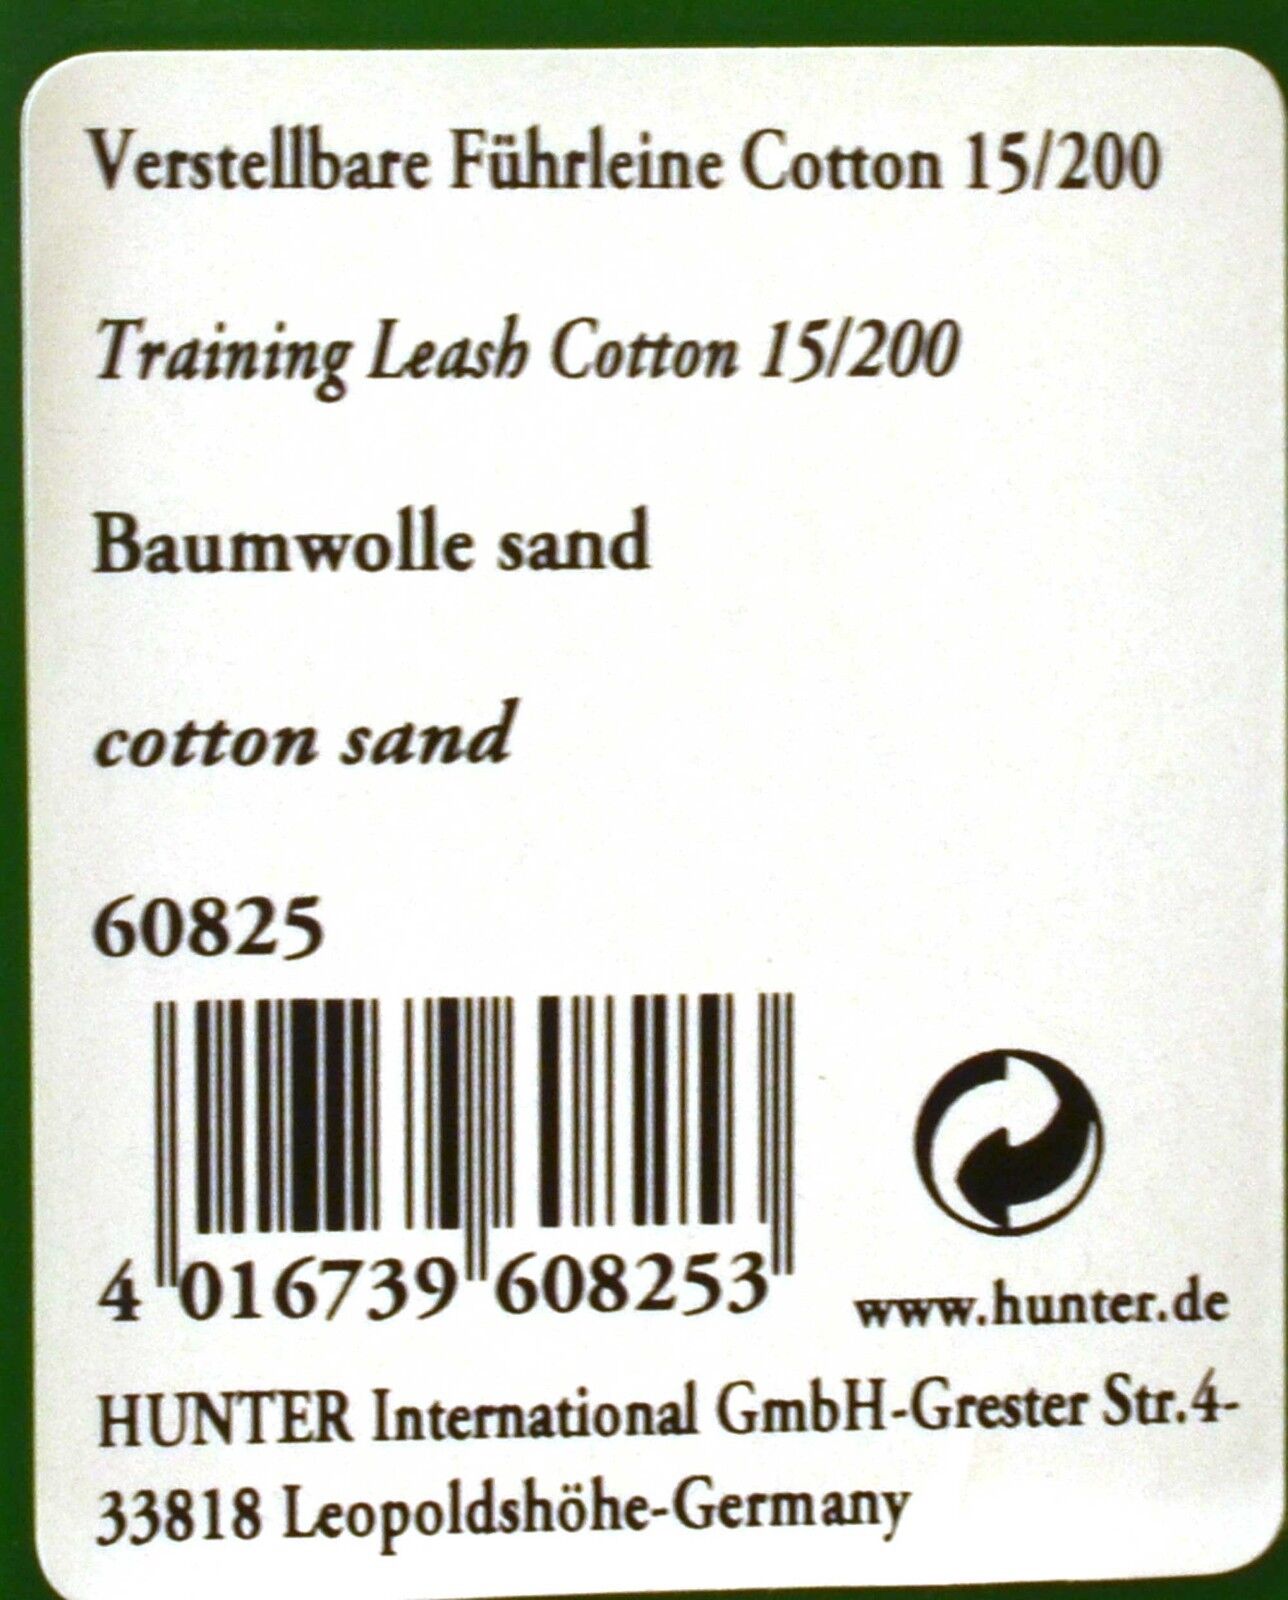 Verstellbare Führleine Cotton 15/200
Training Leash Cotton 15/200
Baumwolle sand
cotton sand
60825
4 016739 608253
www.hunter.de
HUNTER International GmbH-Grester Str.4-
33818 Leopoldshöhe-Germany